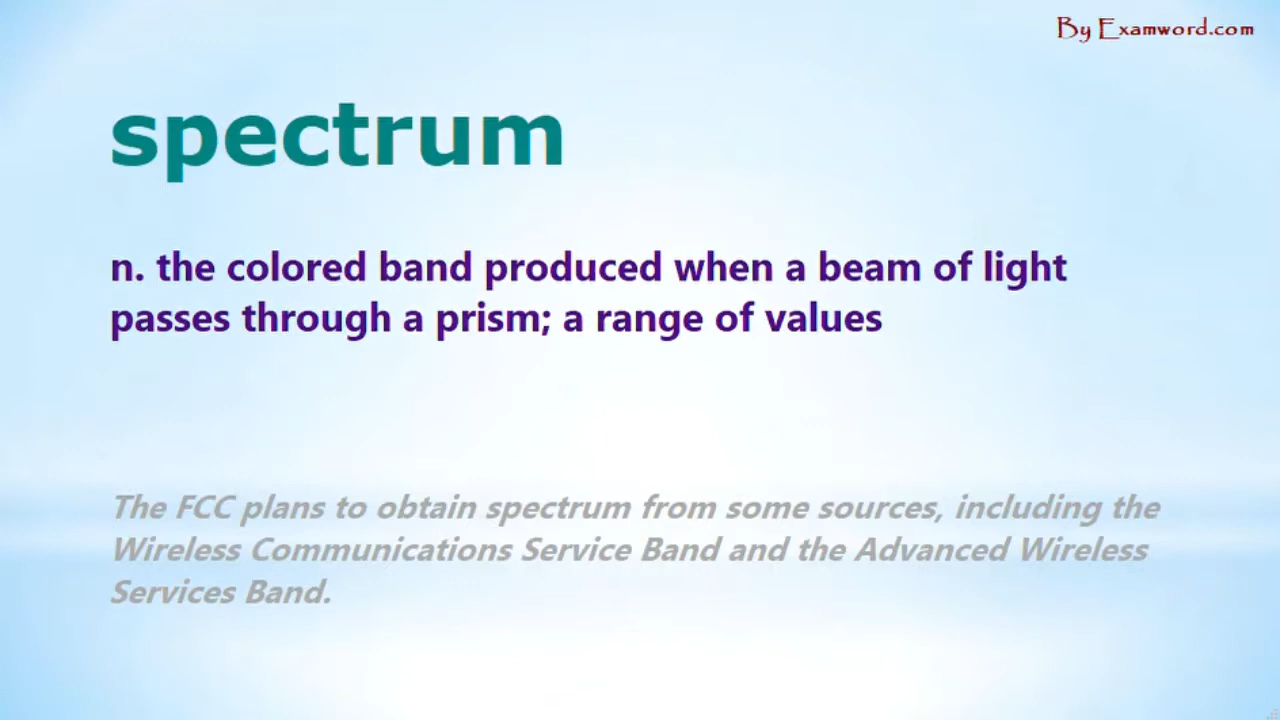 By Examword.com
spectrum
n. the colored band produced when a beam of light
passes through a prism; a range of values
The FCC plans to obtain spectrum from some sources, including the
Wireless Communications Service Band and the Advanced Wireless
Services Band.